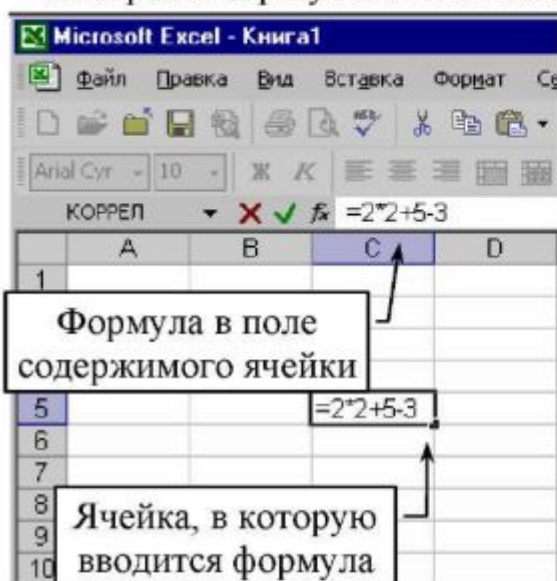 Microsoft Excel - Книга1
Файл Правка Вид Вставка Формат
Arial Cyr 10 Ж К
КОРРЕЛ fx =2*2+5-3
A B C D
1
Формула в поле
содержимого ячейки
5 =2*2+5-3
6
7
8
Ячейка, в которую
9
вводится формула
10